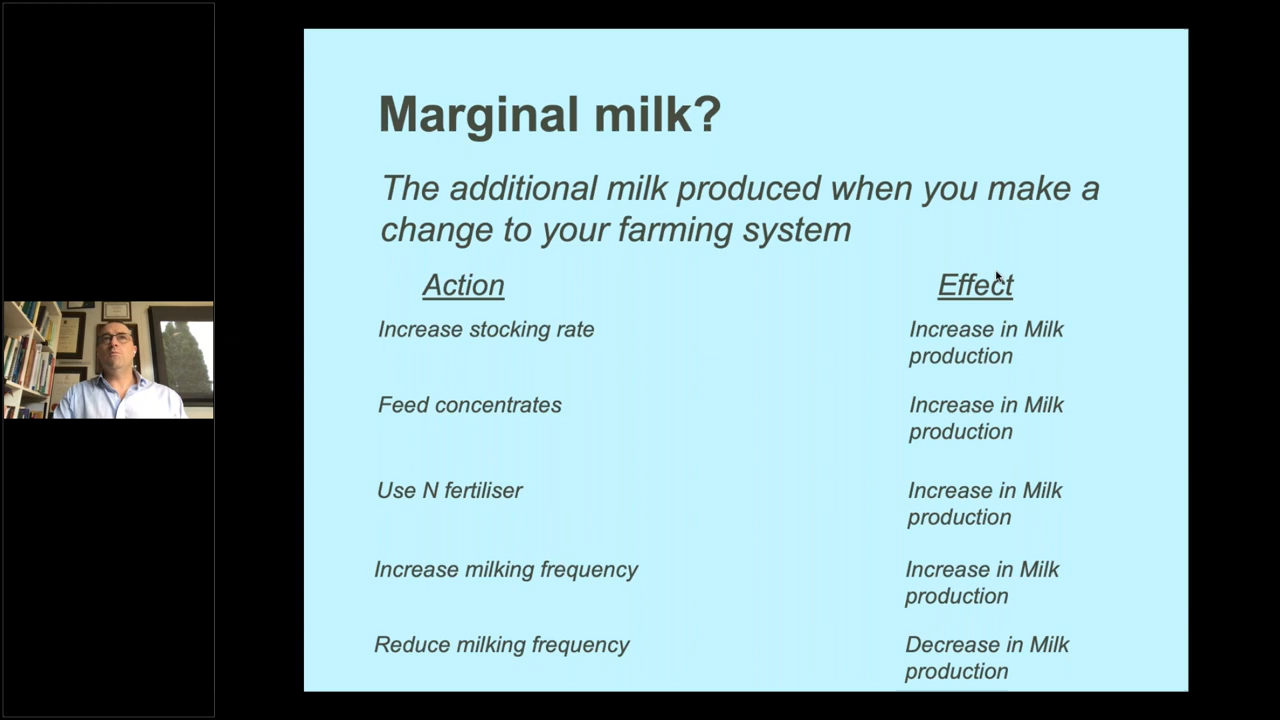 Marginal milk?
The additional milk produced when you make a
change to your farming system
Action
Effect
Increase stocking rate
Increase in Milk
production
Feed concentrates
Increase in Milk
production
Use N fertiliser
Increase in Milk
production
Increase milking frequency
Increase in Milk
production
Reduce milking frequency
Decrease in Milk
production